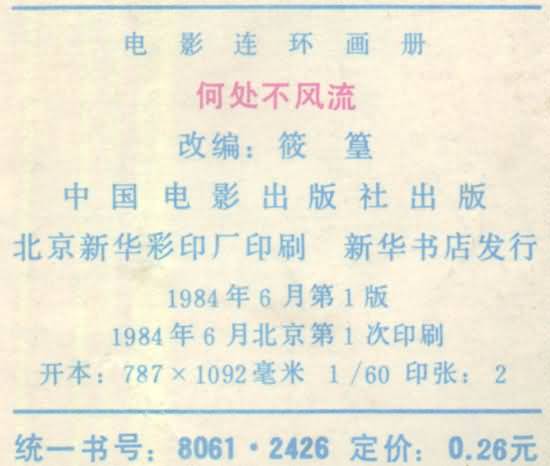 电影连环画册
何处不风流
改编：筱篁
中国电影出版社出版
北京新华彩印厂印刷 新华书店发行
1984年6月第1版
1984年6月北京第1次印刷
开本：787×1092毫米 1/60 印张：2
统一书号：8061·2426 定价：0.26元